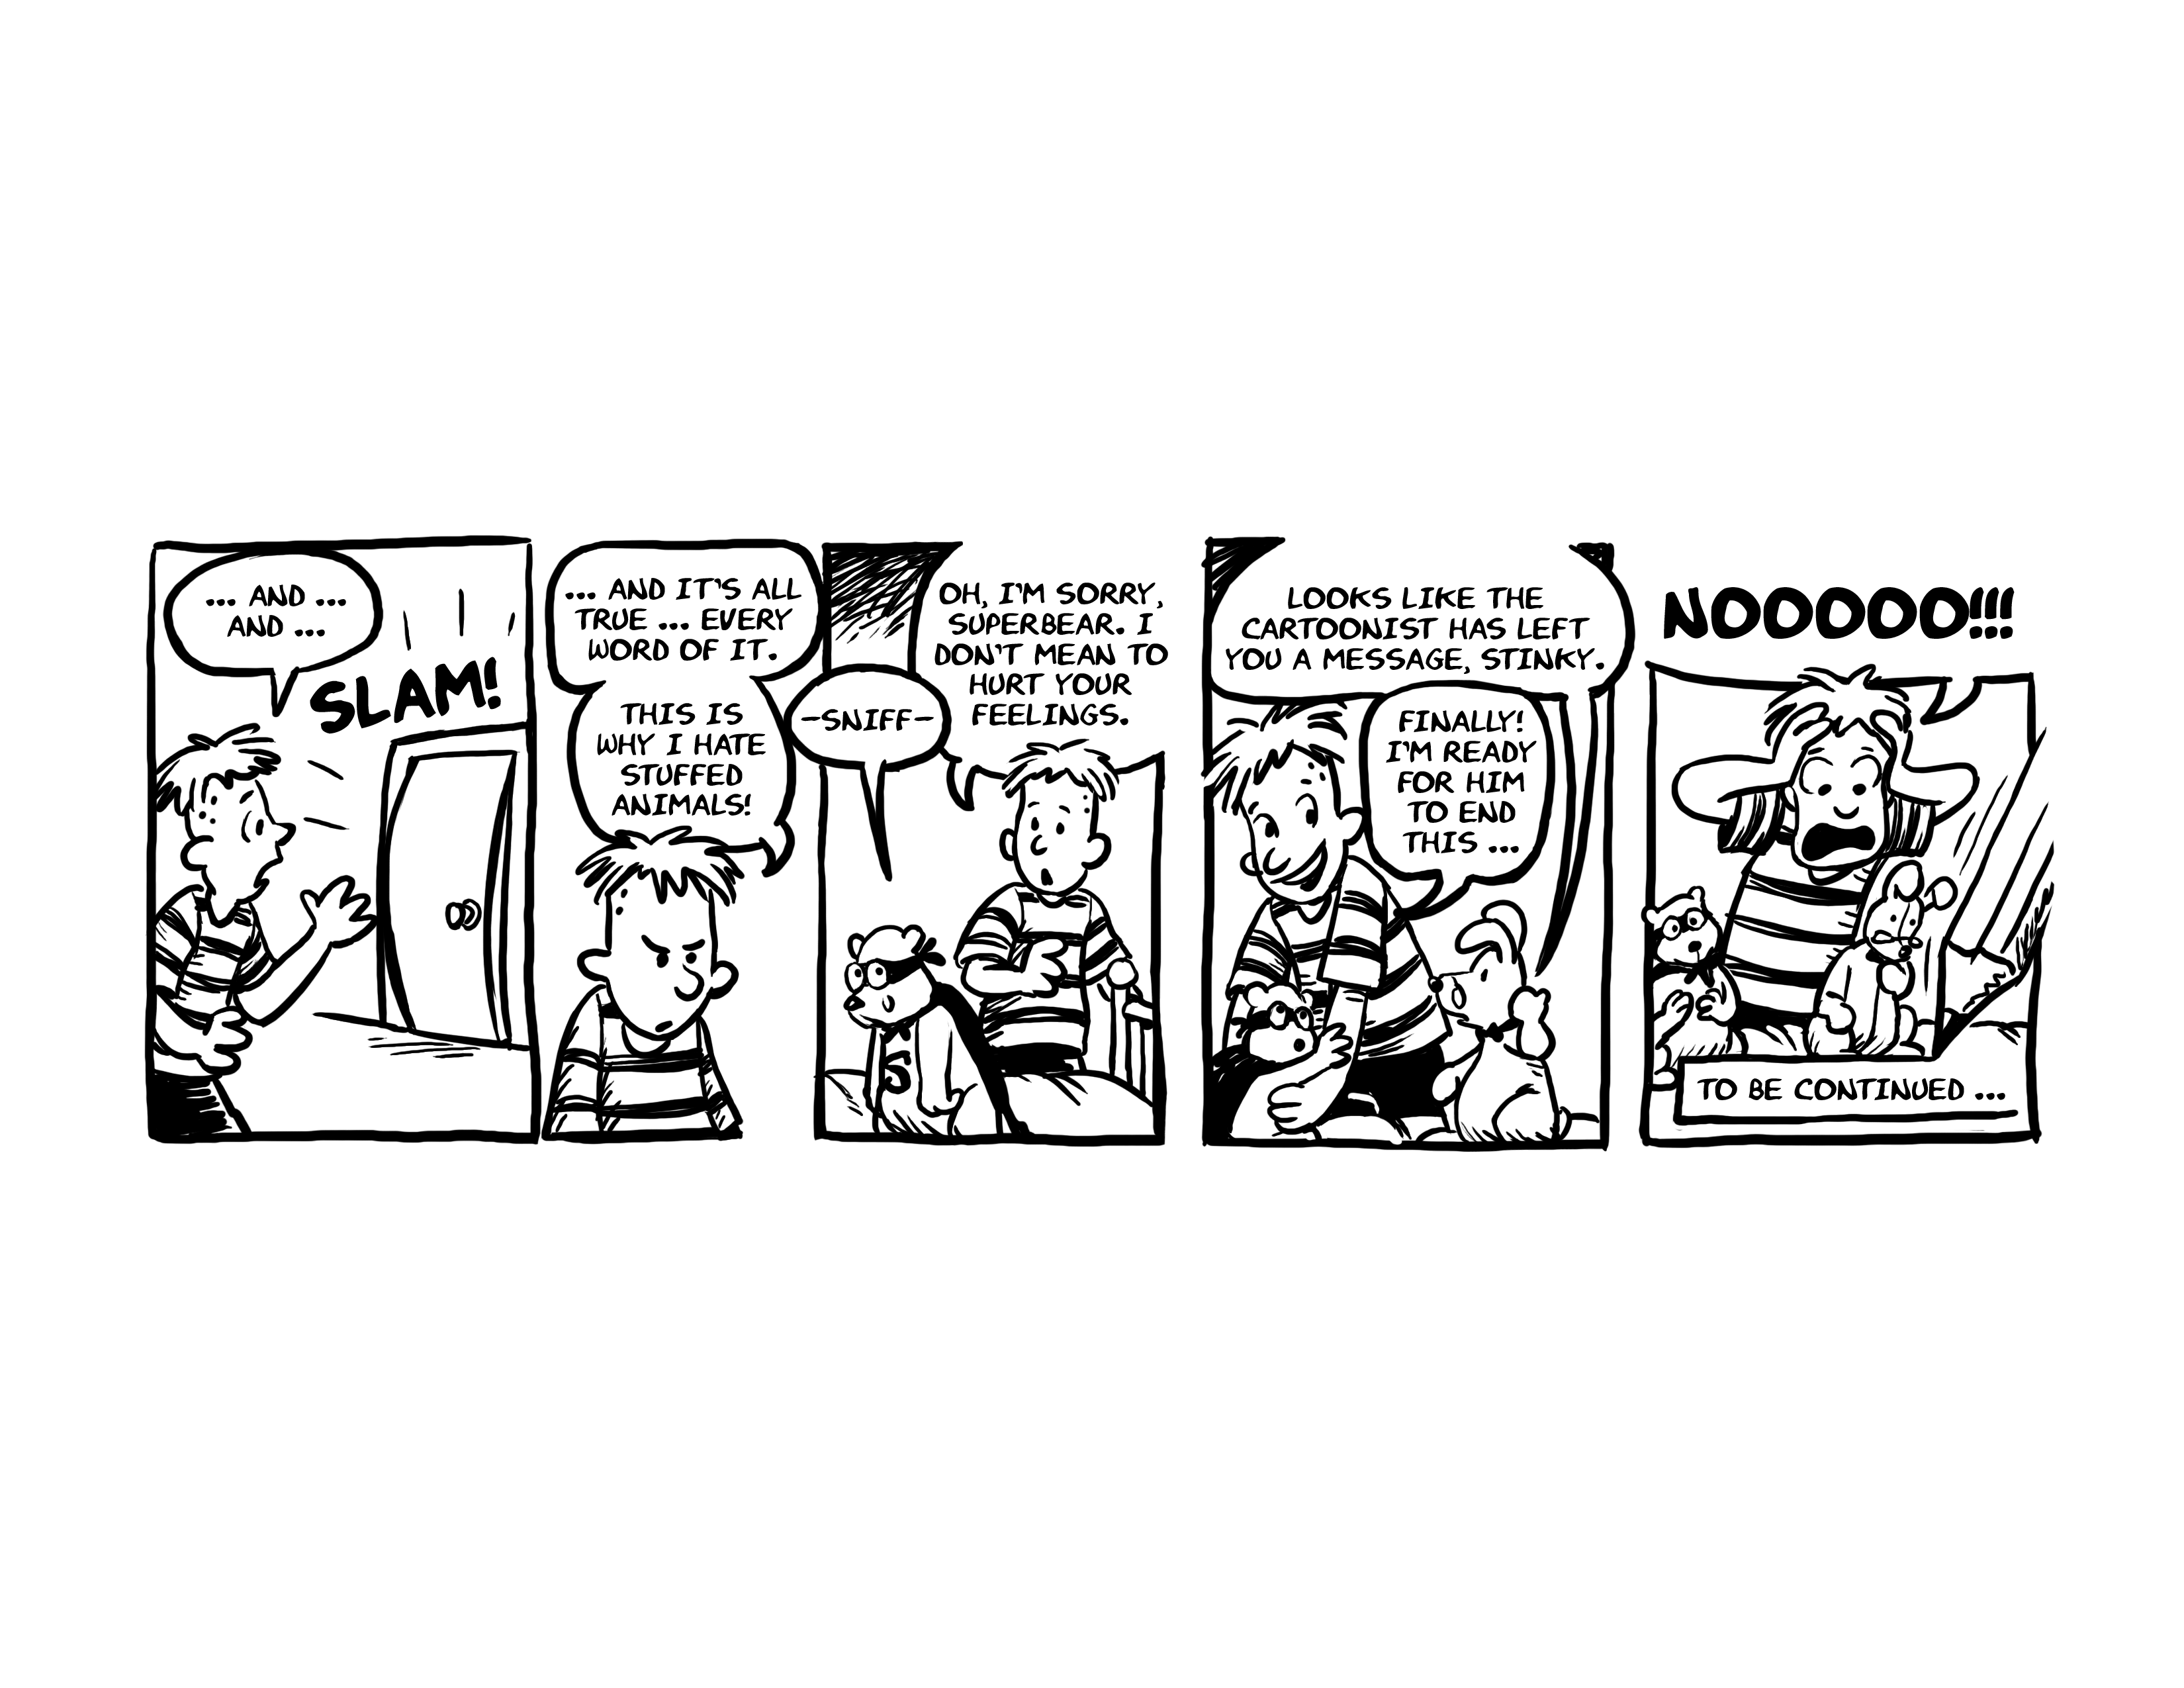 ... AND ...
AND ...
SLAM!
... AND IT'S ALL
TRUE ... EVERY
WORD OF IT.
THIS IS
WHY I HATE
STUFFED
ANIMALS!
-SNIFF-
OH, I'M SORRY,
SUPERBEAR. I
DON'T MEAN TO
HURT YOUR
FEELINGS.
S
LOOKS LIKE THE
CARTOONIST HAS LEFT
YOU A MESSAGE, STINKY.
FINALLY!
I'M READY
FOR HIM
TO END
THIS ...
NOOOOOO!!!
TO BE CONTINUED ...